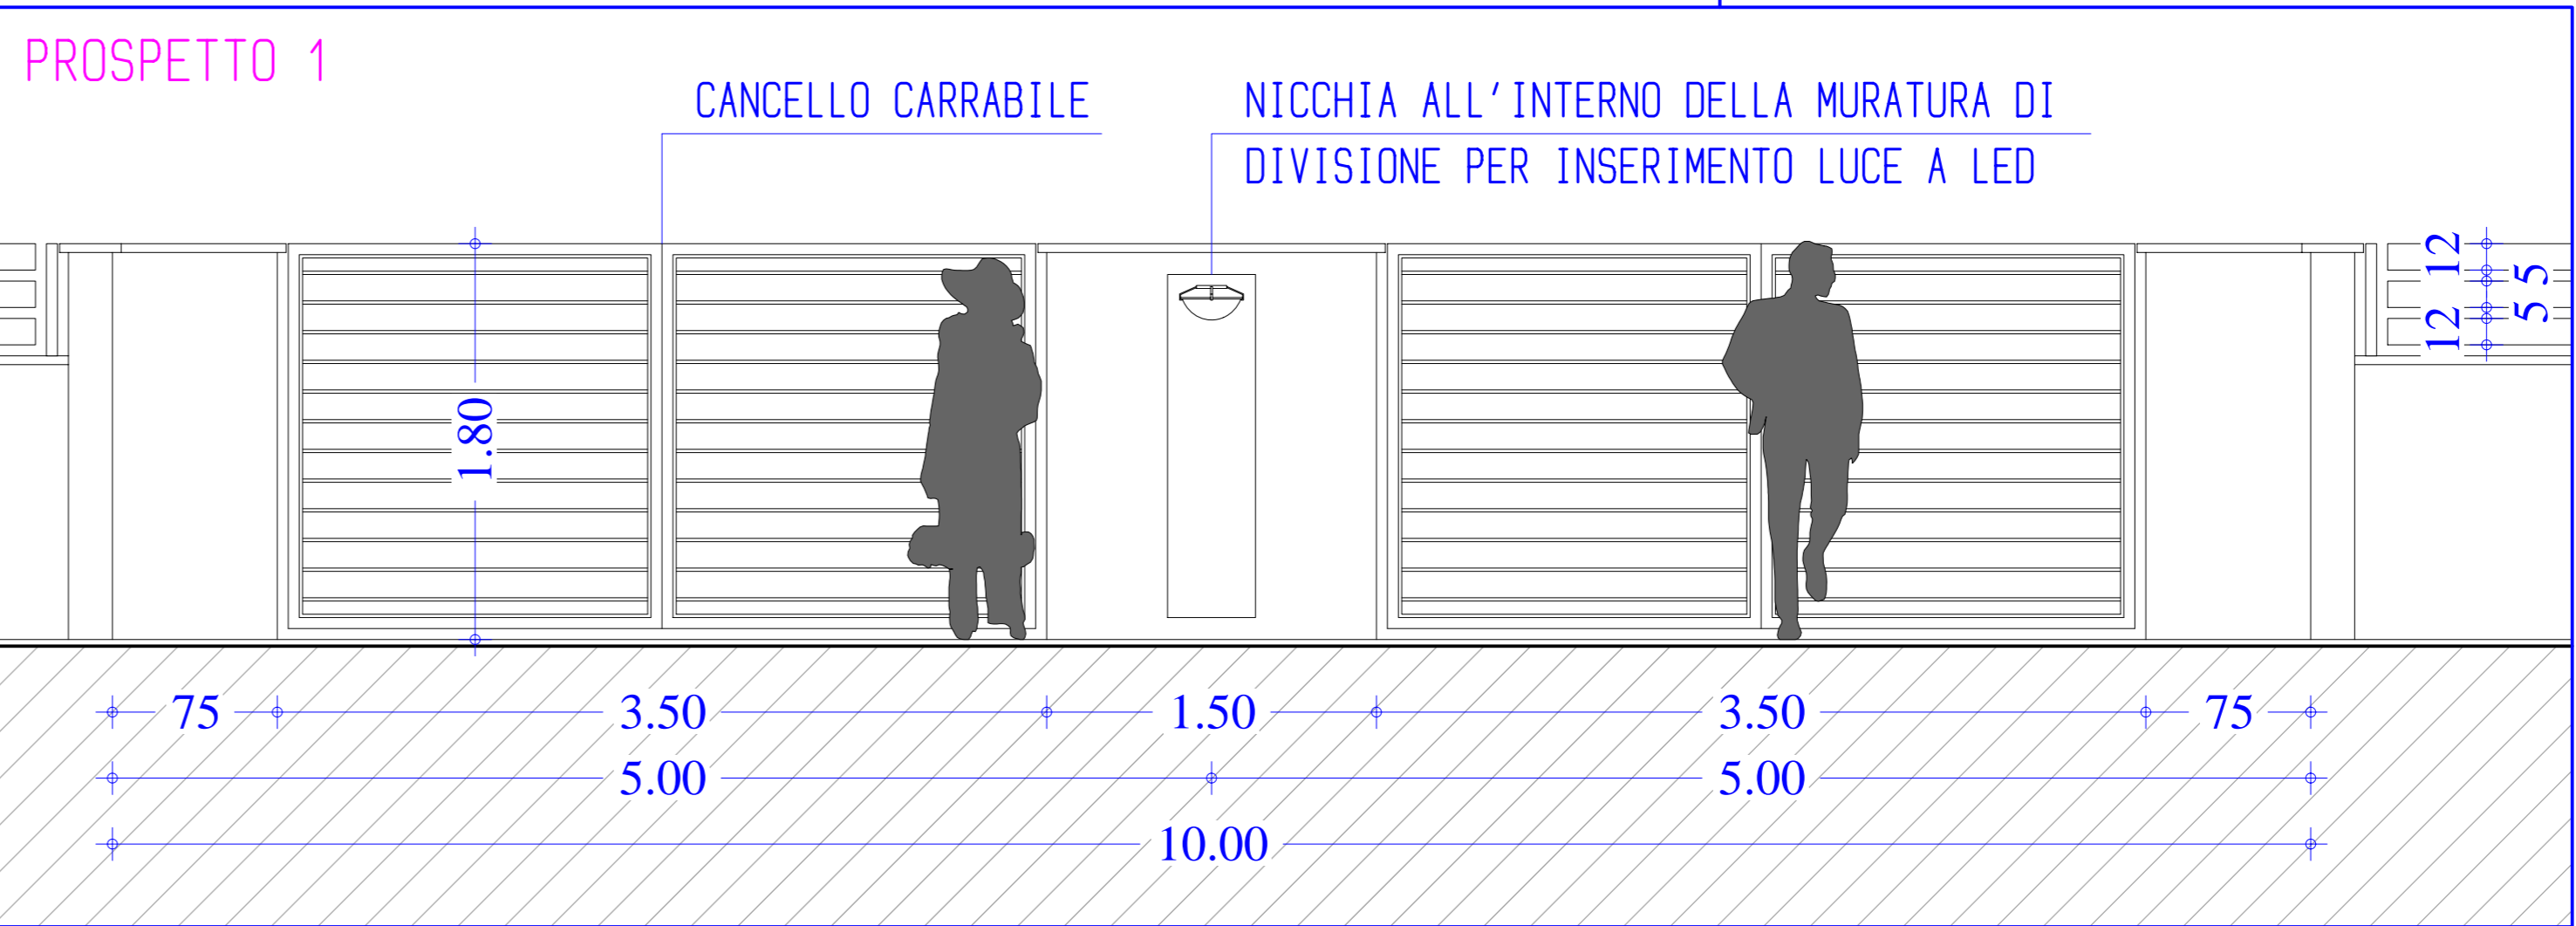 PROSPETTO 1
CANCELLO CARRABILE
NICCHIA ALL'INTERNO DELLA MURATURA DI
DIVISIONE PER INSERIMENTO LUCE A LED
1.80
12
5
5
12
75 3.50 1.50 3.50 75
5.00 5.00
10.00